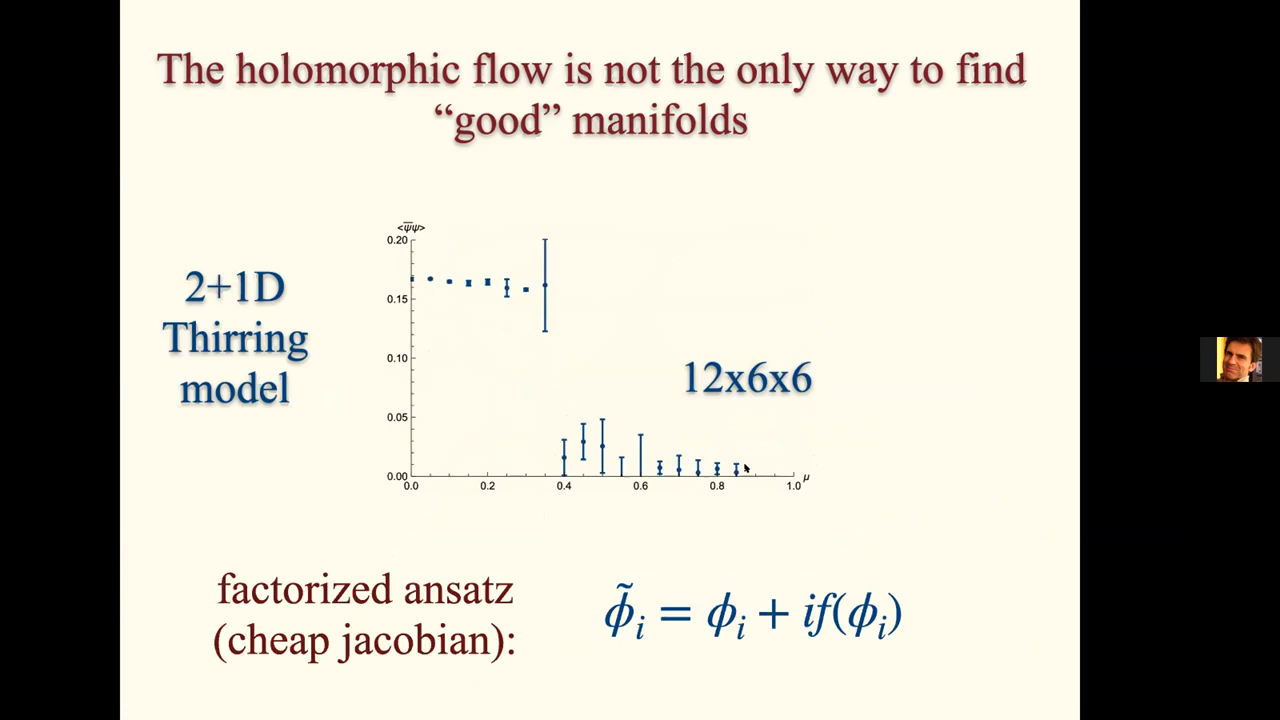 The holomorphic flow is not the only way to find
“good” manifolds
2+1D
Thirring
model
<ψ̅ψ>
0.20
0.15
0.10
0.05
0.00
0.0 0.2 0.4 0.6 0.8 1.0 μ
12x6x6
factorized ansatz
(cheap jacobian):
ϕ̃ᵢ = ϕᵢ + if(ϕᵢ)